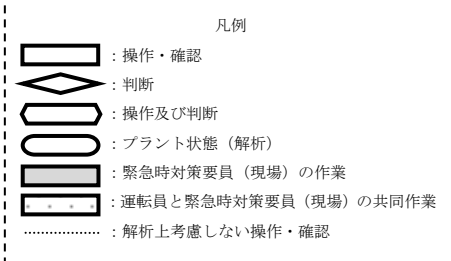 凡例
：操作・確認
：判断
：操作及び判断
：プラント状態（解析）
：緊急時対策要員（現場）の作業
：運転員と緊急時対策要員（現場）の共同作業
：解析上考慮しない操作・確認